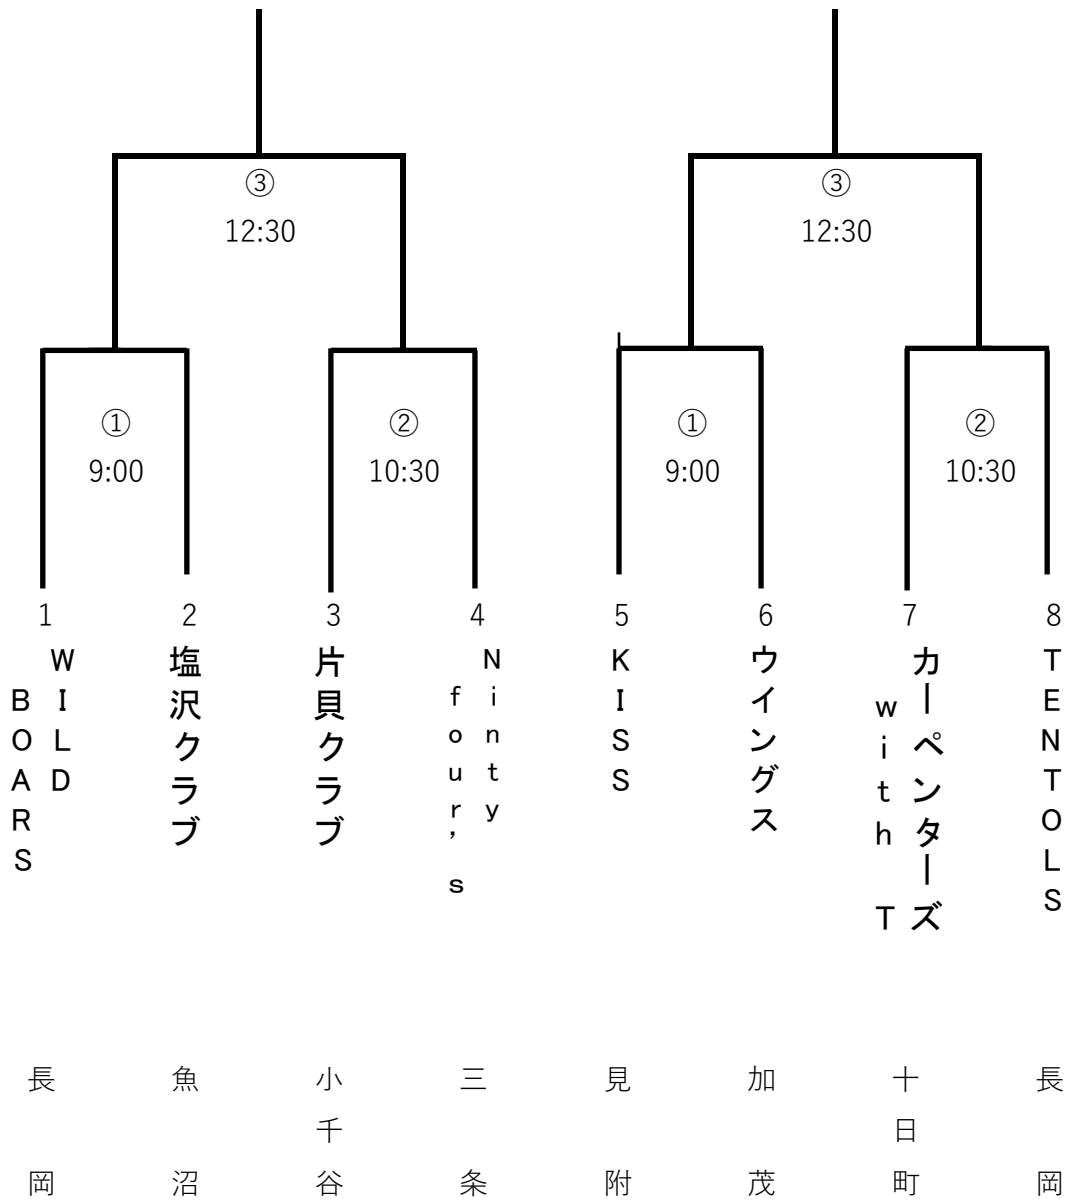 ③ ③
12:30 12:30
① ② ① ②
9:00 10:30 9:00 10:30
1 2 3 4 5 6 7 8
WILD
BOARS
塩沢クラブ
片貝クラブ
Ninty
four’s
KISS
ウイングス
カーペンターズ
with T
TENTOLS
長岡
魚沼
小千谷
三条
見附
加茂
十日町
長岡